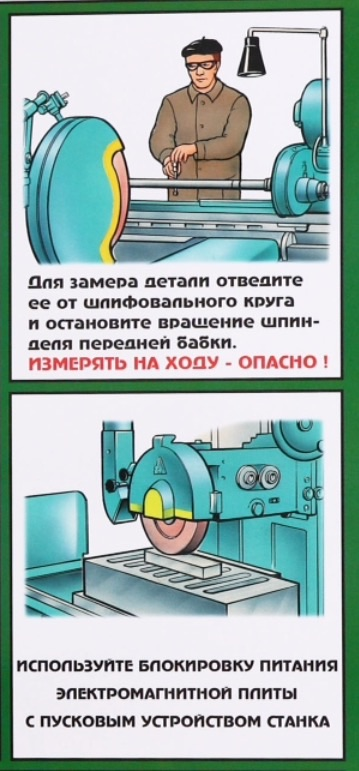 Для замера детали отведите
ее от шлифовального круга
и остановите вращение шпин-
деля передней бабки.
ИЗМЕРЯТЬ НА ХОДУ - ОПАСНО !
ИСПОЛЬЗУЙТЕ БЛОКИРОВКУ ПИТАНИЯ
ЭЛЕКТРОМАГНИТНОЙ ПЛИТЫ
С ПУСКОВЫМ УСТРОЙСТВОМ СТАНКА